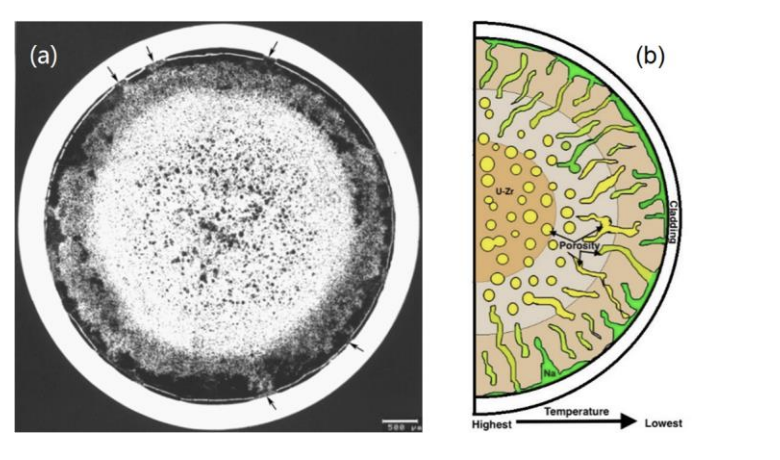 (a)
500 µm
(b)
U-Zr
Cladding
Porosity
Na
Temperature
Highest
Lowest